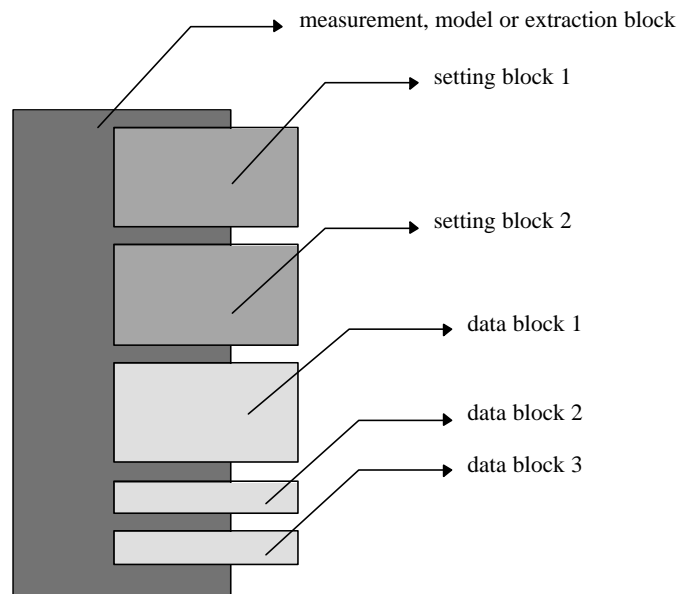 measurement, model or extraction block
setting block 1
setting block 2
data block 1
data block 2
data block 3